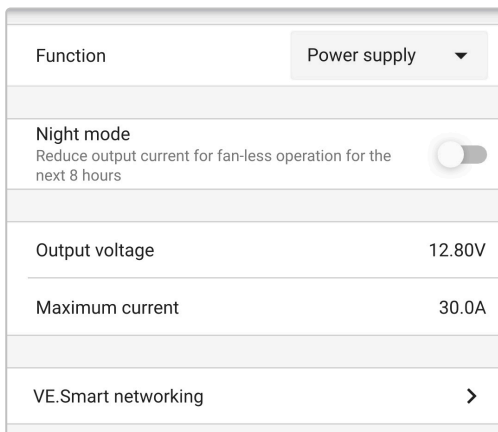 Function
Power supply
Night mode
Reduce output current for fan-less operation for the
next 8 hours
Output voltage
12.80V
Maximum current
30.0A
VE.Smart networking